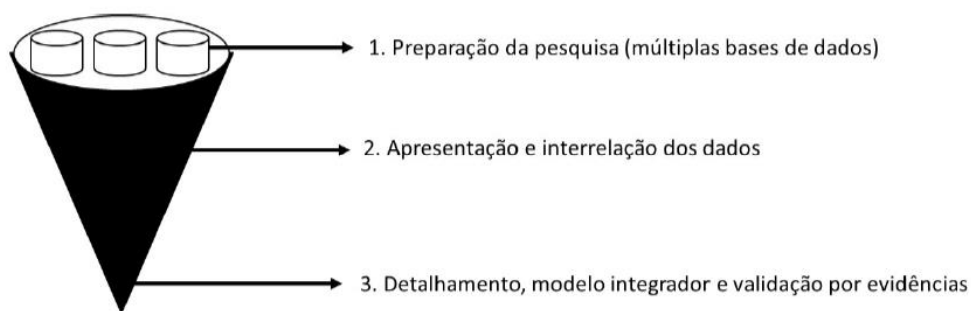 1. Preparação da pesquisa (múltiplas bases de dados)
2. Apresentação e interrelação dos dados
3. Detalhamento, modelo integrador e validação por evidências